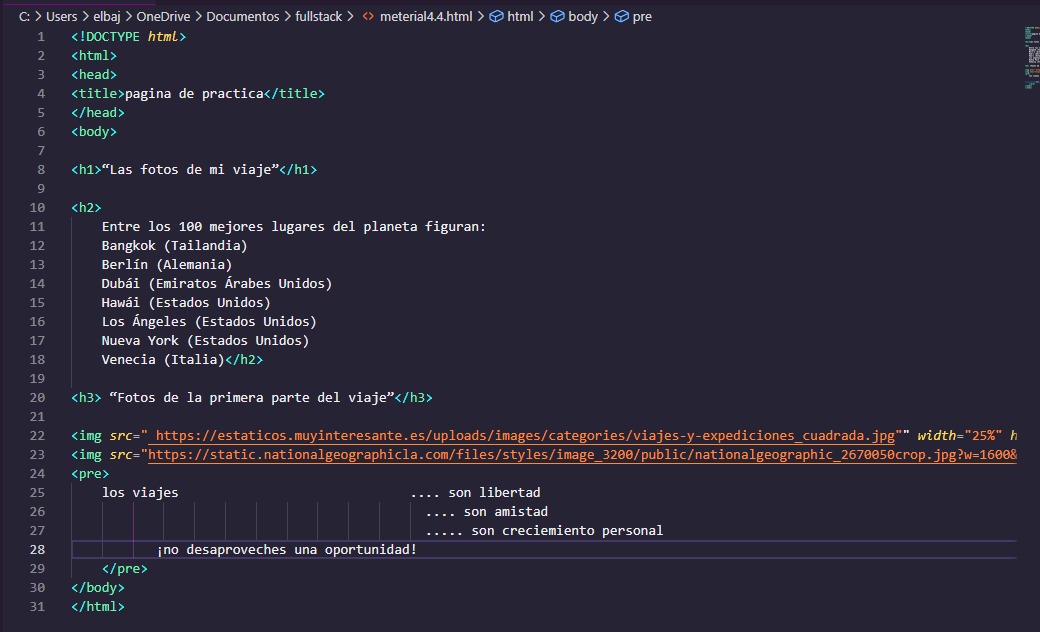 C: > Users > elbaj > OneDrive > Documentos > fullstack > <> meterial4.4.html > html > body > pre
1 <!DOCTYPE html>
2 <html>
3 <head>
4 <title>pagina de practica</title>
5 </head>
6 <body>
7
8 <h1>“Las fotos de mi viaje”</h1>
9
10 <h2>
11 Entre los 100 mejores lugares del planeta figuran:
12 Bangkok (Tailandia)
13 Berlín (Alemania)
14 Dubái (Emiratos Árabes Unidos)
15 Hawái (Estados Unidos)
16 Los Ángeles (Estados Unidos)
17 Nueva York (Estados Unidos)
18 Venecia (Italia)</h2>
19
20 <h3> “Fotos de la primera parte del viaje”</h3>
21
22 <img src=" https://estaticos.muyinteresante.es/uploads/images/categories/viajes-y-expediciones_cuadrada.jpg"" width="25%" h
23 <img src="https://static.nationalgeographicla.com/files/styles/image_3200/public/nationalgeographic_2670050crop.jpg?w=1600&
24 <pre>
25 los viajes .... son libertad
26 .... son amistad
27 ..... son creciemiento personal
28 ¡no desaproveches una oportunidad!
29 </pre>
30 </body>
31 </html>